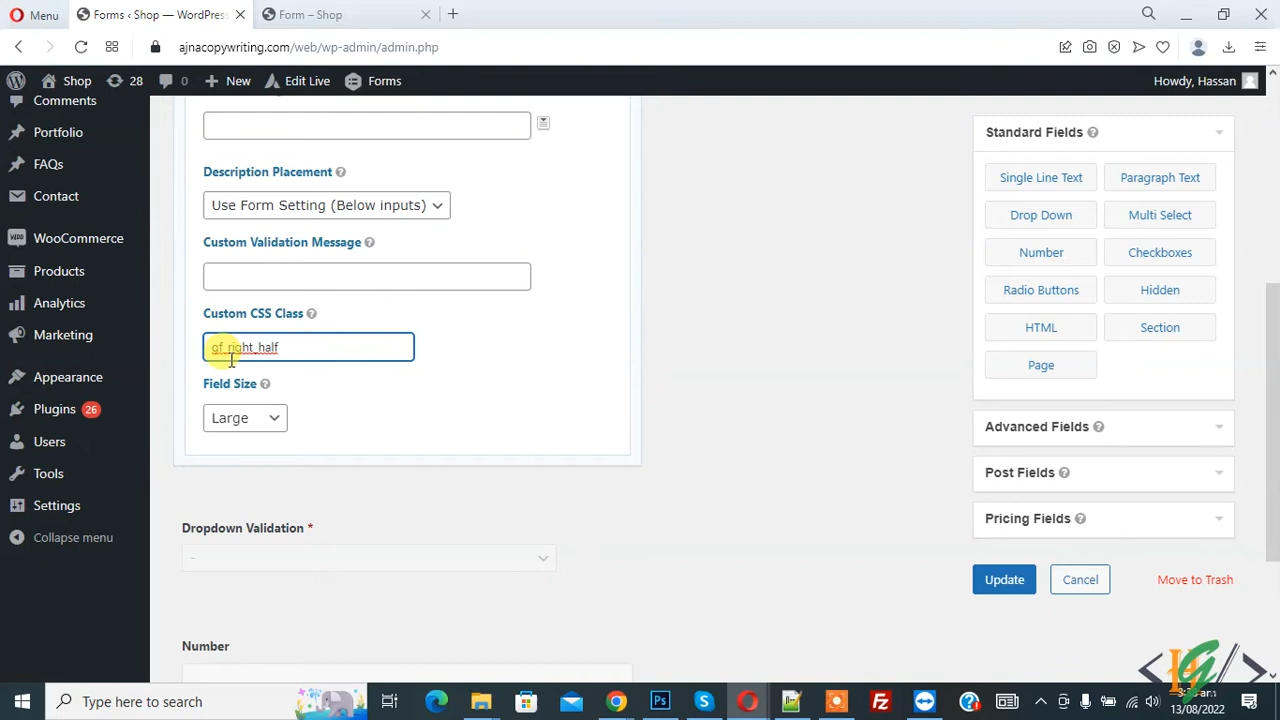 Menu
Forms ‹ Shop — WordPres
Form – Shop
ajnacopywriting.com/web/wp-admin/admin.php
Shop
28
0
New
Edit Live
Forms
Howdy, Hassan
Comments
Portfolio
FAQs
Contact
WooCommerce
Products
Analytics
Marketing
Appearance
Plugins 26
Users
Tools
Settings
Collapse menu
Description Placement
Use Form Setting (Below inputs)
Custom Validation Message
Custom CSS Class
gf_right_half
Field Size
Large
Dropdown Validation *
-
Number
Standard Fields
Single Line Text
Paragraph Text
Drop Down
Multi Select
Number
Checkboxes
Radio Buttons
Hidden
HTML
Section
Page
Advanced Fields
Post Fields
Pricing Fields
Update
Cancel
Move to Trash
Type here to search
13/08/2022